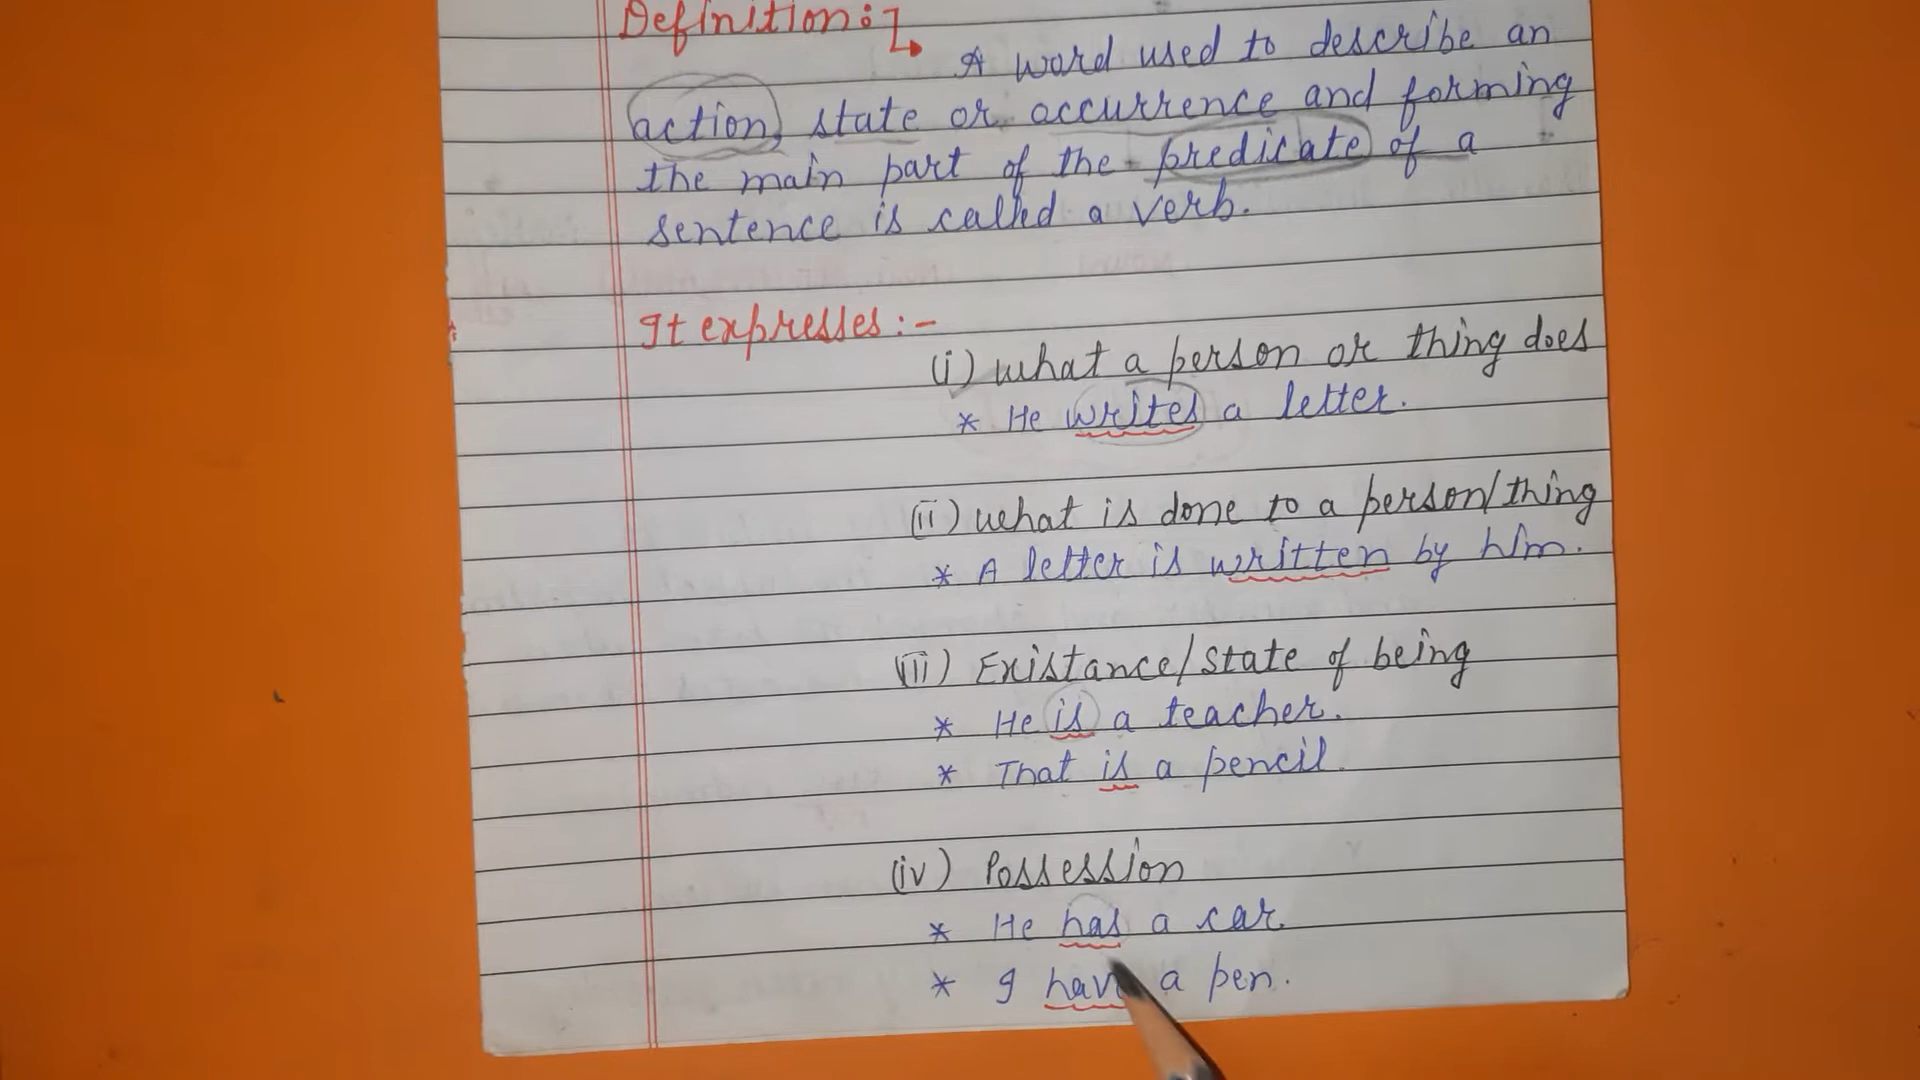 Definition:
A word used to describe an
action, state or occurrence and forming
the main part of the predicate of a
sentence is called a verb.
It expresses :-
(i) what a person or thing does
* He writes a letter.
(ii) what is done to a person/thing
* A letter is written by him.
(iii) Existance/state of being
* He is a teacher.
* That is a pencil.
(iv) Possession
* He has a car.
* I have a pen.